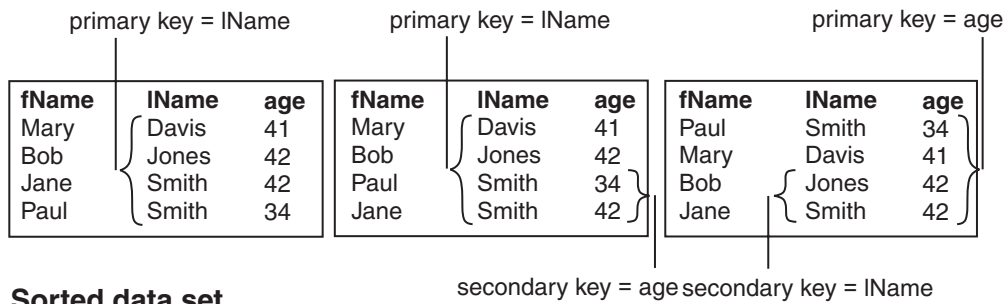 primary key = lName primary key = lName primary key = age
fName lName age fName lName age fName lName age
Mary Davis 41 Mary Davis 41 Paul Smith 34
Bob Jones 42 Bob Jones 42 Mary Davis 41
Jane Smith 42 Paul Smith 34 Bob Jones 42
Paul Smith 34 Jane Smith 42 Jane Smith 42
secondary key = age secondary key = lName
Sorted data set